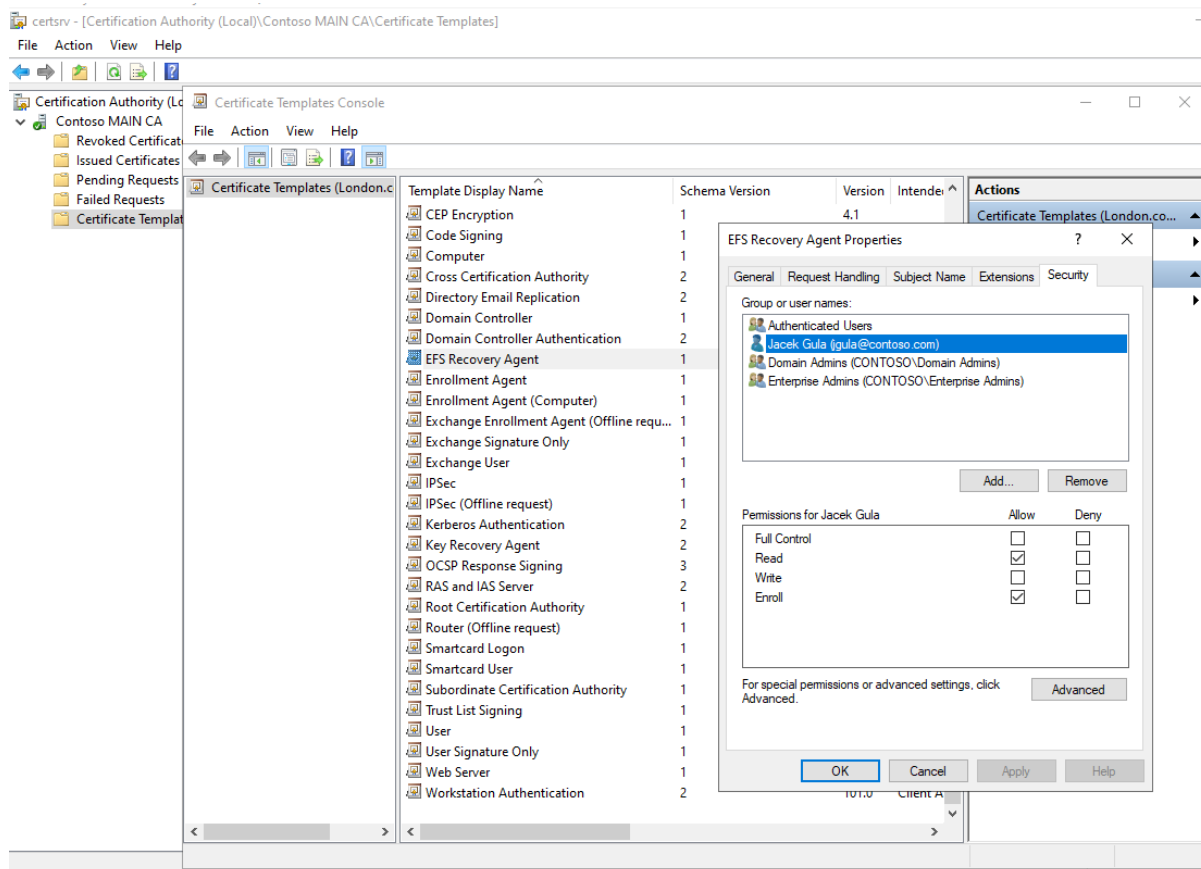 certsrv - [Certification Authority (Local)\Contoso MAIN CA\Certificate Templates]
File Action View Help
Certification Authority (Lo
Contoso MAIN CA
Revoked Certificat
Issued Certificates
Pending Requests
Failed Requests
Certificate Templat
Certificate Templates Console
File Action View Help
Certificate Templates (London.c
Template Display Name Schema Version Version Intende
CEP Encryption 1 4.1
Code Signing 1
Computer 1
Cross Certification Authority 2
Directory Email Replication 2
Domain Controller 1
Domain Controller Authentication 2
EFS Recovery Agent 1
Enrollment Agent 1
Enrollment Agent (Computer) 1
Exchange Enrollment Agent (Offline requ... 1
Exchange Signature Only 1
Exchange User 1
IPSec 1
IPSec (Offline request) 1
Kerberos Authentication 2
Key Recovery Agent 2
OCSP Response Signing 3
RAS and IAS Server 2
Root Certification Authority 1
Router (Offline request) 1
Smartcard Logon 1
Smartcard User 1
Subordinate Certification Authority 1
Trust List Signing 1
User 1
User Signature Only 1
Web Server 1
Workstation Authentication 2 101.0 Client A
Actions
Certificate Templates (London.co...
EFS Recovery Agent Properties ?
General Request Handling Subject Name Extensions Security
Group or user names:
Authenticated Users
Jacek Gula (jgula@contoso.com)
Domain Admins (CONTOSO\Domain Admins)
Enterprise Admins (CONTOSO\Enterprise Admins)
Add... Remove
Permissions for Jacek Gula Allow Deny
Full Control
Read
Write
Enroll
For special permissions or advanced settings, click
Advanced.
Advanced
OK Cancel Apply Help